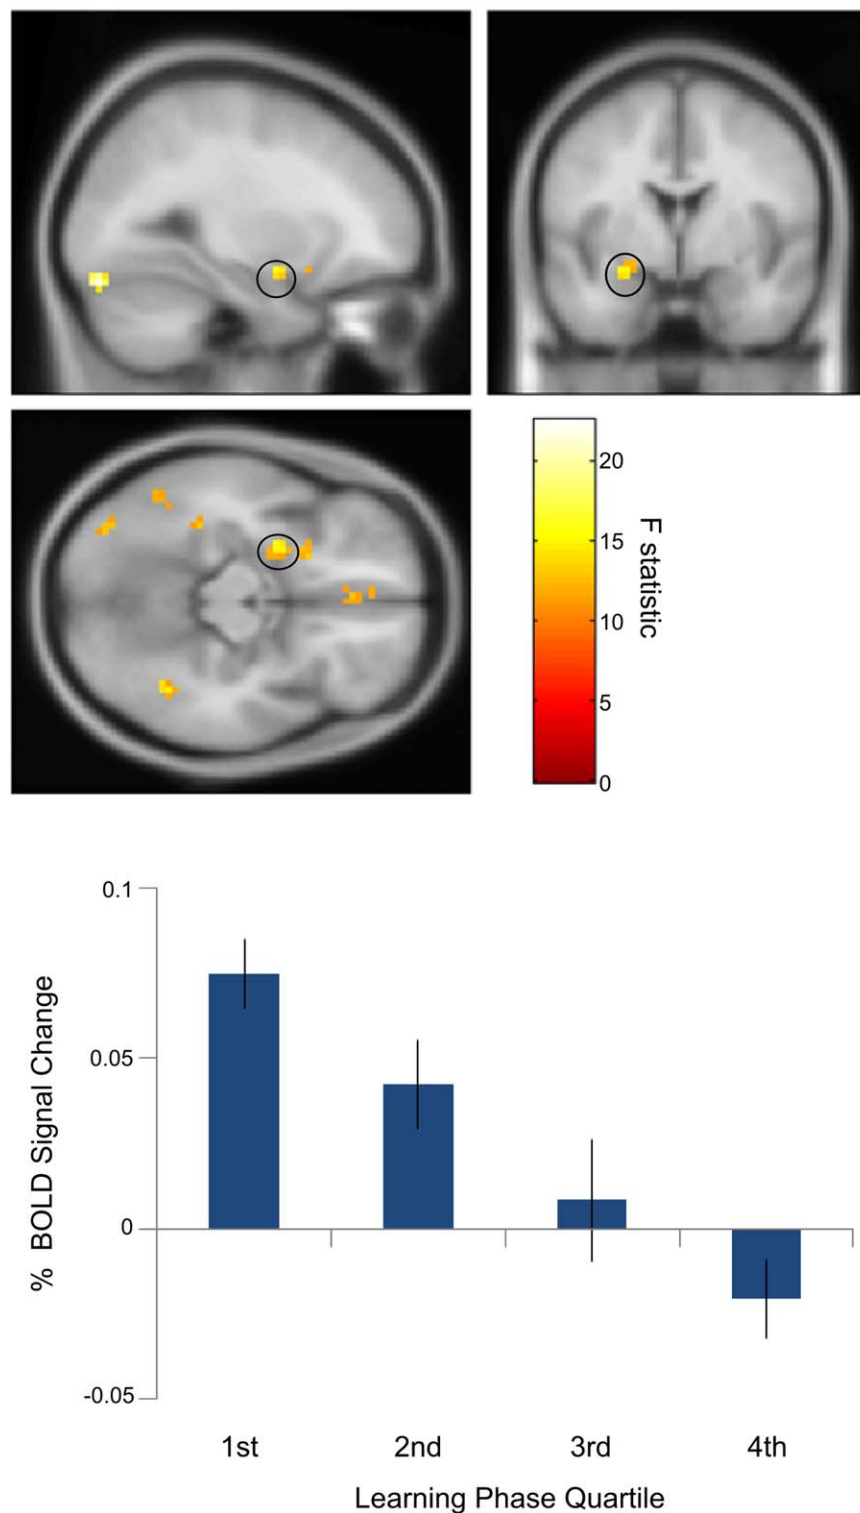 20
15
10
5
0
F statistic
0.1
0.05
0
-0.05
% BOLD Signal Change
1st 2nd 3rd 4th
Learning Phase Quartile